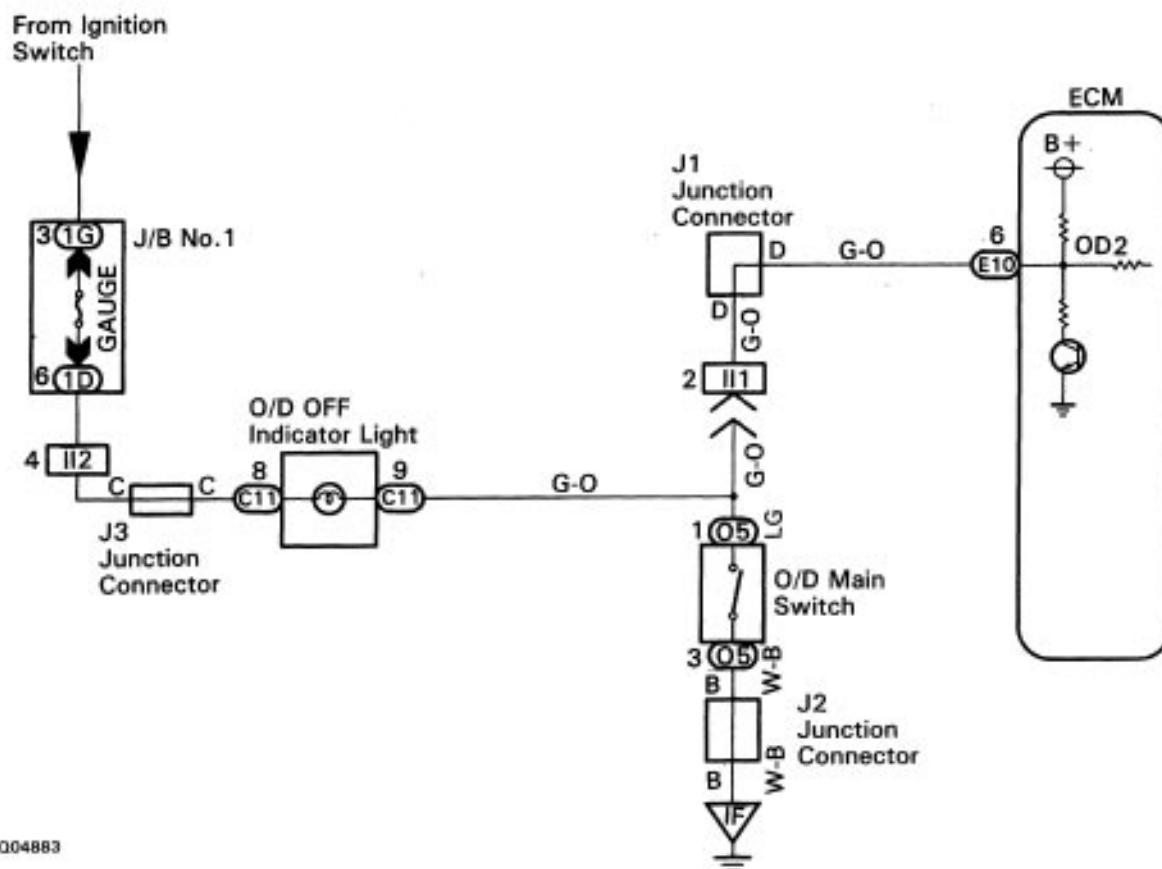 From Ignition
Switch
ECM
B+
J1
Junction
Connector
3 1G
J/B No.1
GAUGE
6 1D
D
G-O
6
E10
OD2
D
G-O
2 II1
O/D OFF
Indicator Light
4 II2
C C
8
C11
9
C11
G-O
G-O
J3
Junction
Connector
1 O5
LG
O/D Main
Switch
3 O5
W-B
B
J2
Junction
Connector
B
W-B
IF
Q04883